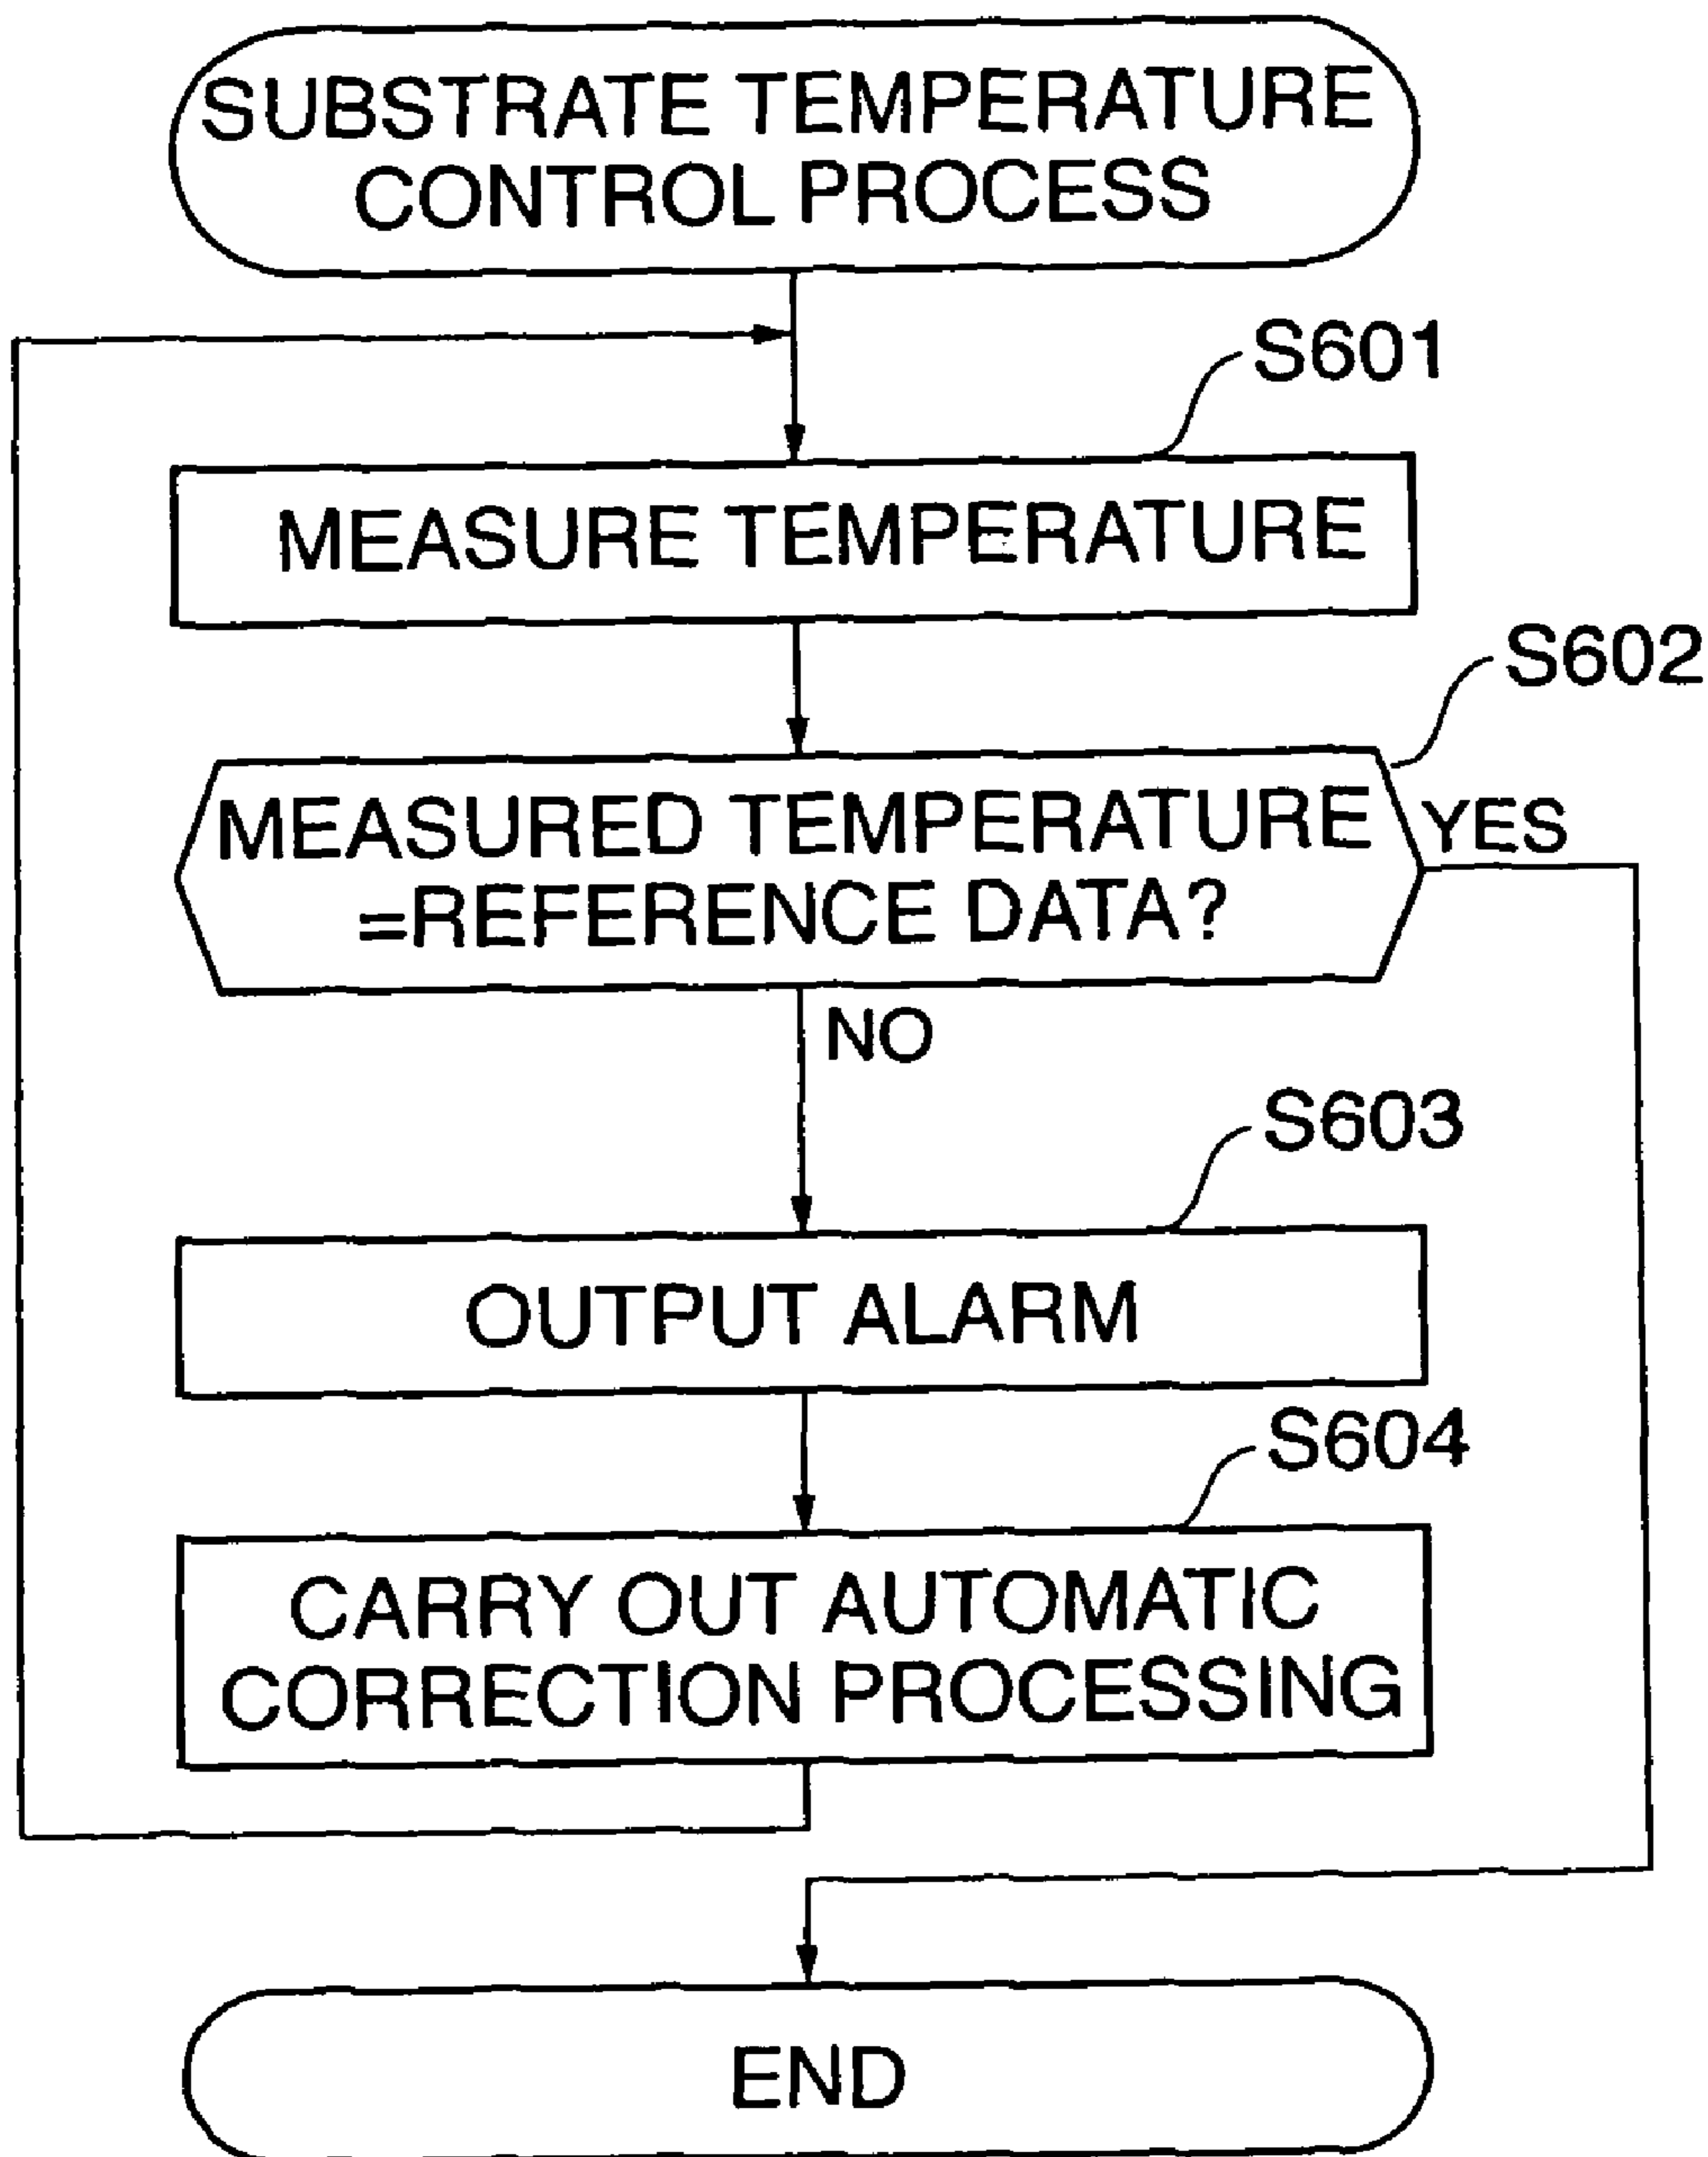 SUBSTRATE TEMPERATURE
CONTROL PROCESS
S601
MEASURE TEMPERATURE
S602
MEASURED TEMPERATURE
=REFERENCE DATA?
YES
NO
S603
OUTPUT ALARM
S604
CARRY OUT AUTOMATIC
CORRECTION PROCESSING
END